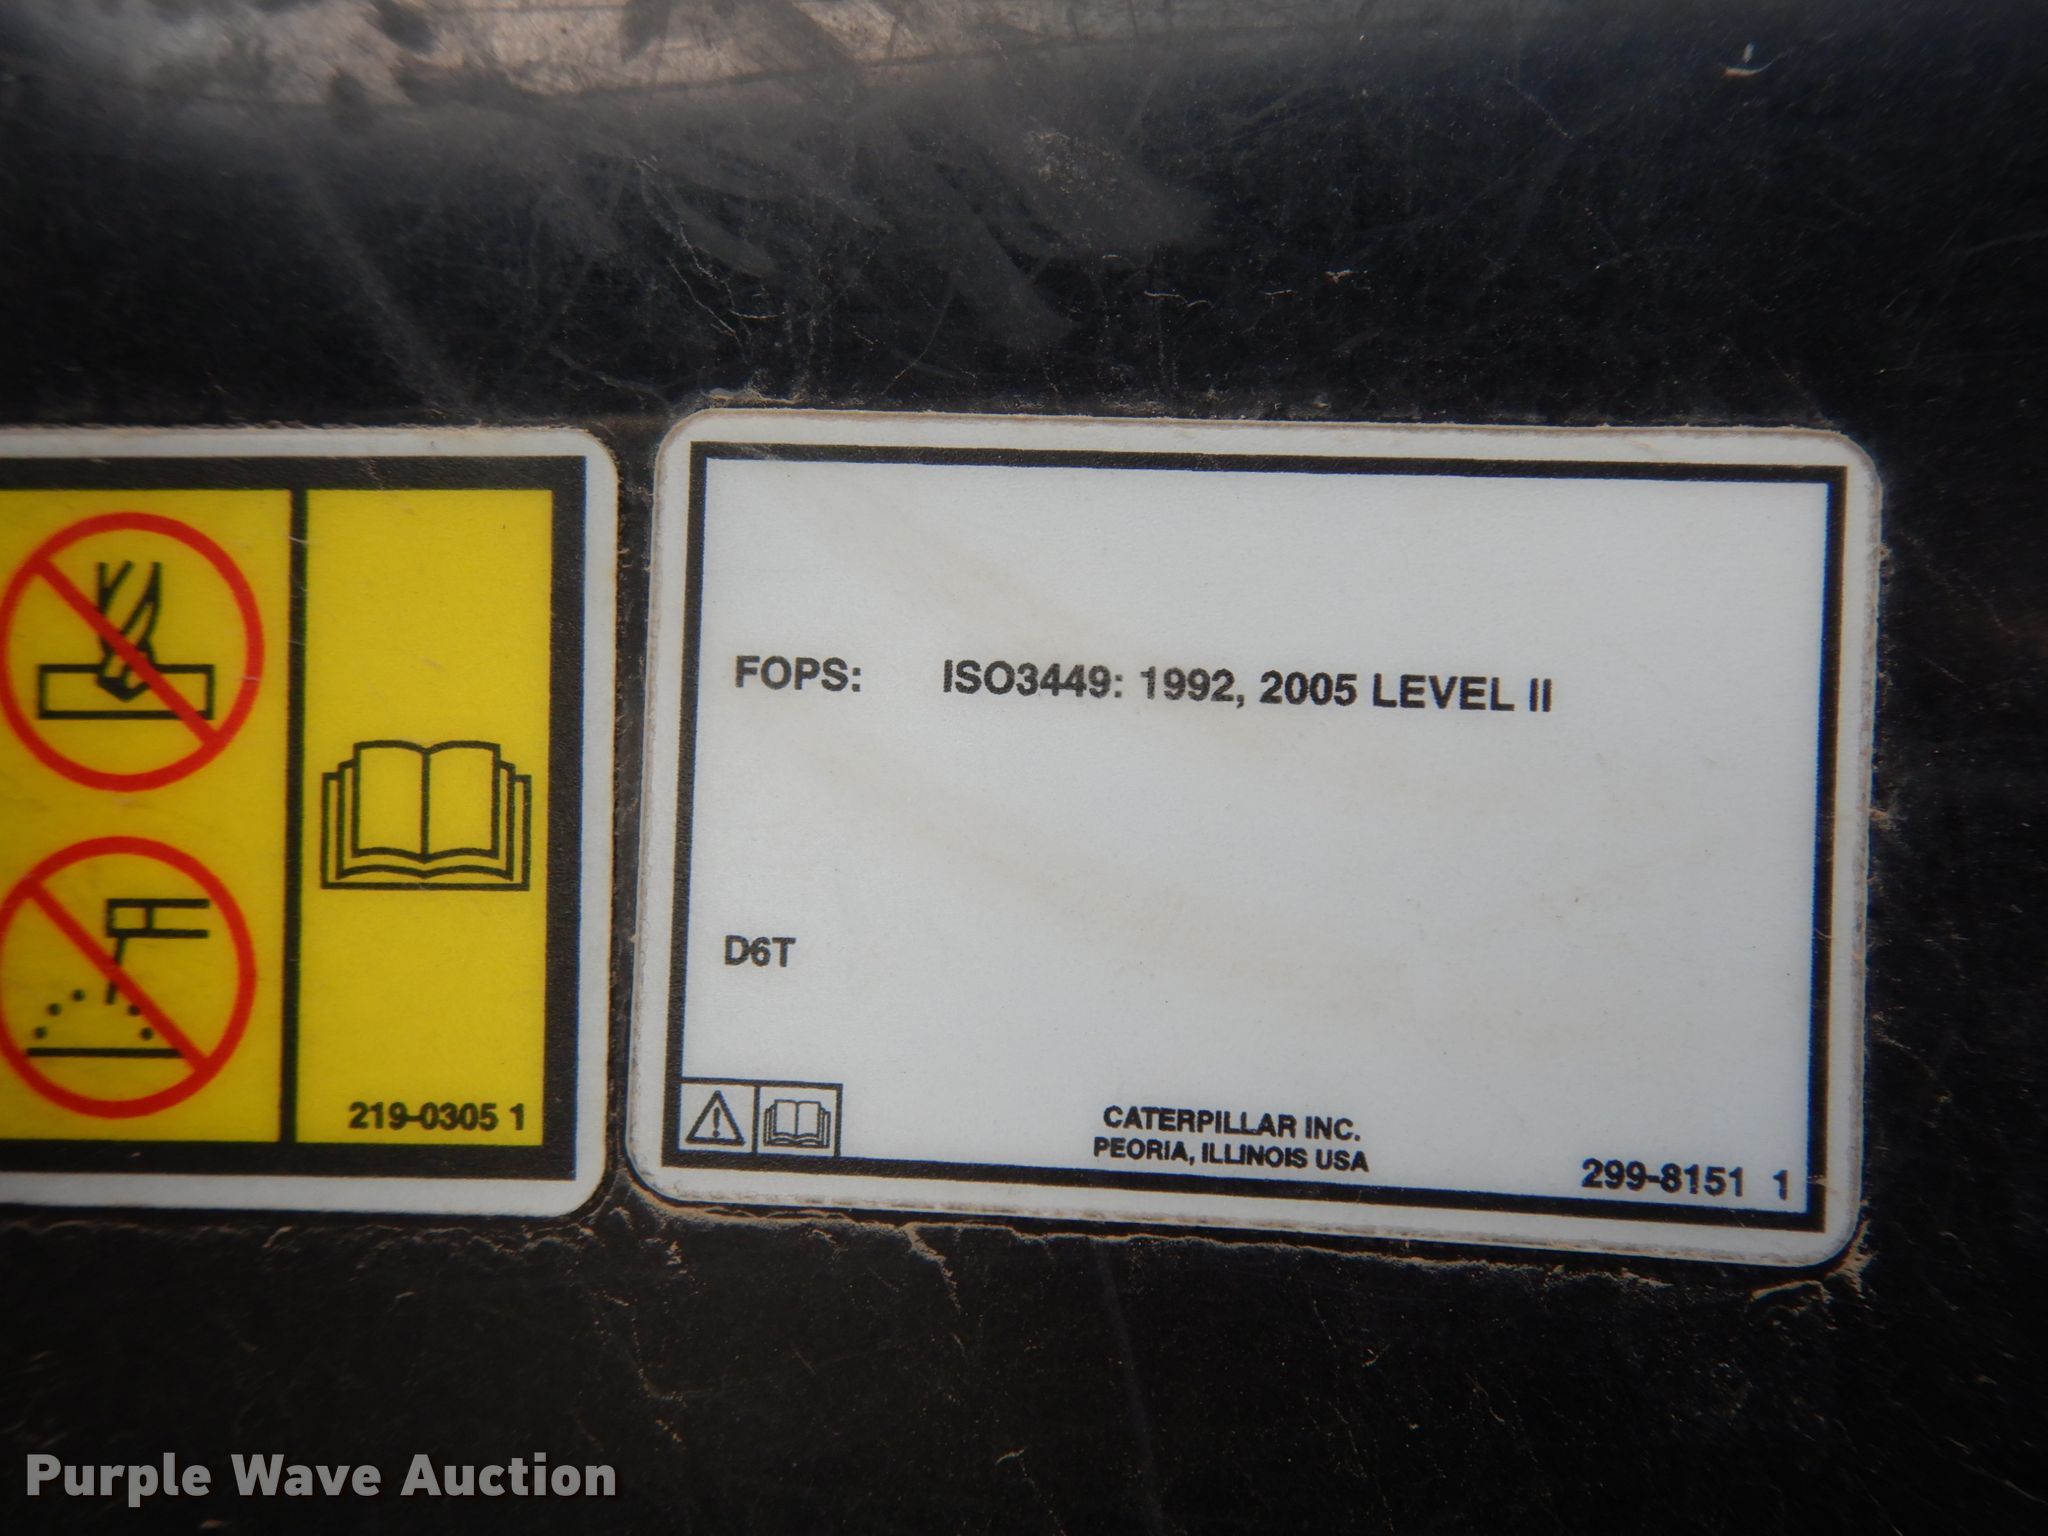 FOPS: ISO3449: 1992, 2005 LEVEL II
D6T
219-0305 1
CATERPILLAR INC.
PEORIA, ILLINOIS USA
299-8151 1
Purple Wave Auction